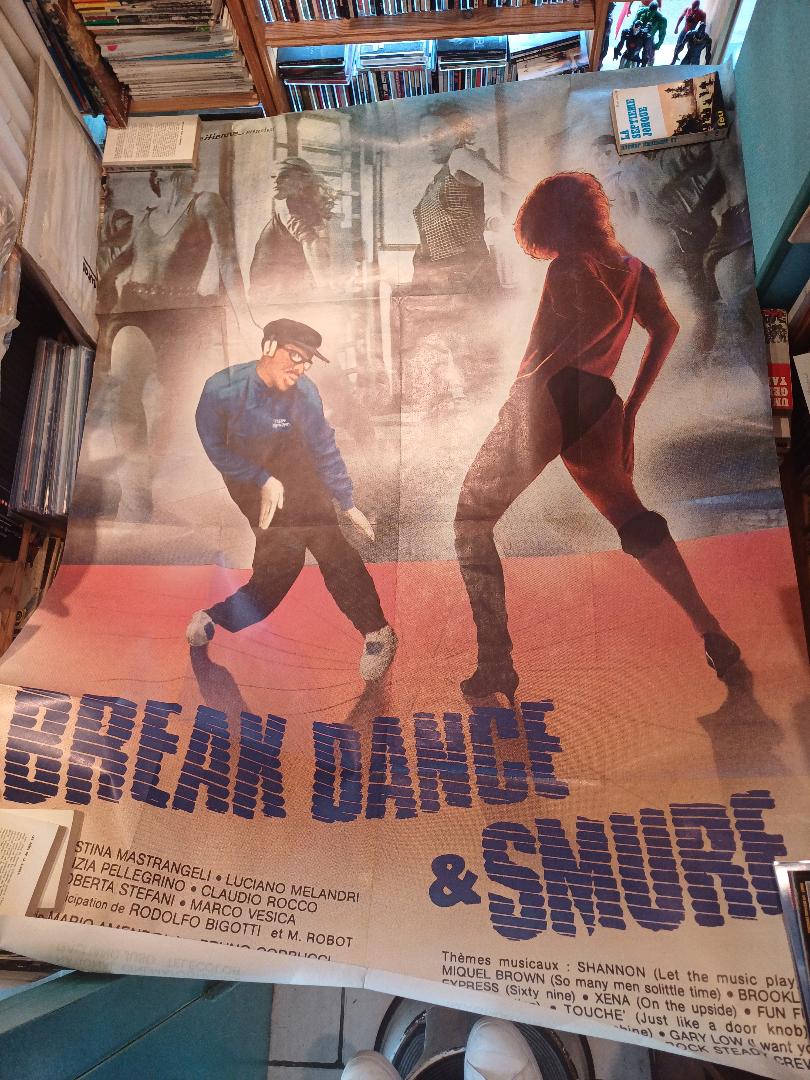 LA
SEPTIEME
JONQUE
BREAK DANCE
& SMURF
STINA MASTRANGELI • LUCIANO MELANDRI
ZIA PELLEGRINO • CLAUDIO ROCCO
OBERTA STEFANI • MARCO VESICA
icipation de RODOLFO BIGOTTI et M. ROBOT
Thèmes musicaux : SHANNON (Let the music play
MIQUEL BROWN (So many men solittle time) • BROOKL
EXPRESS (Sixty nine) • XENA (On the upside) • FUN F
• TOUCHE' (Just like a door knob)
• GARY LOW (I want yo
ROCK STEADY CREW